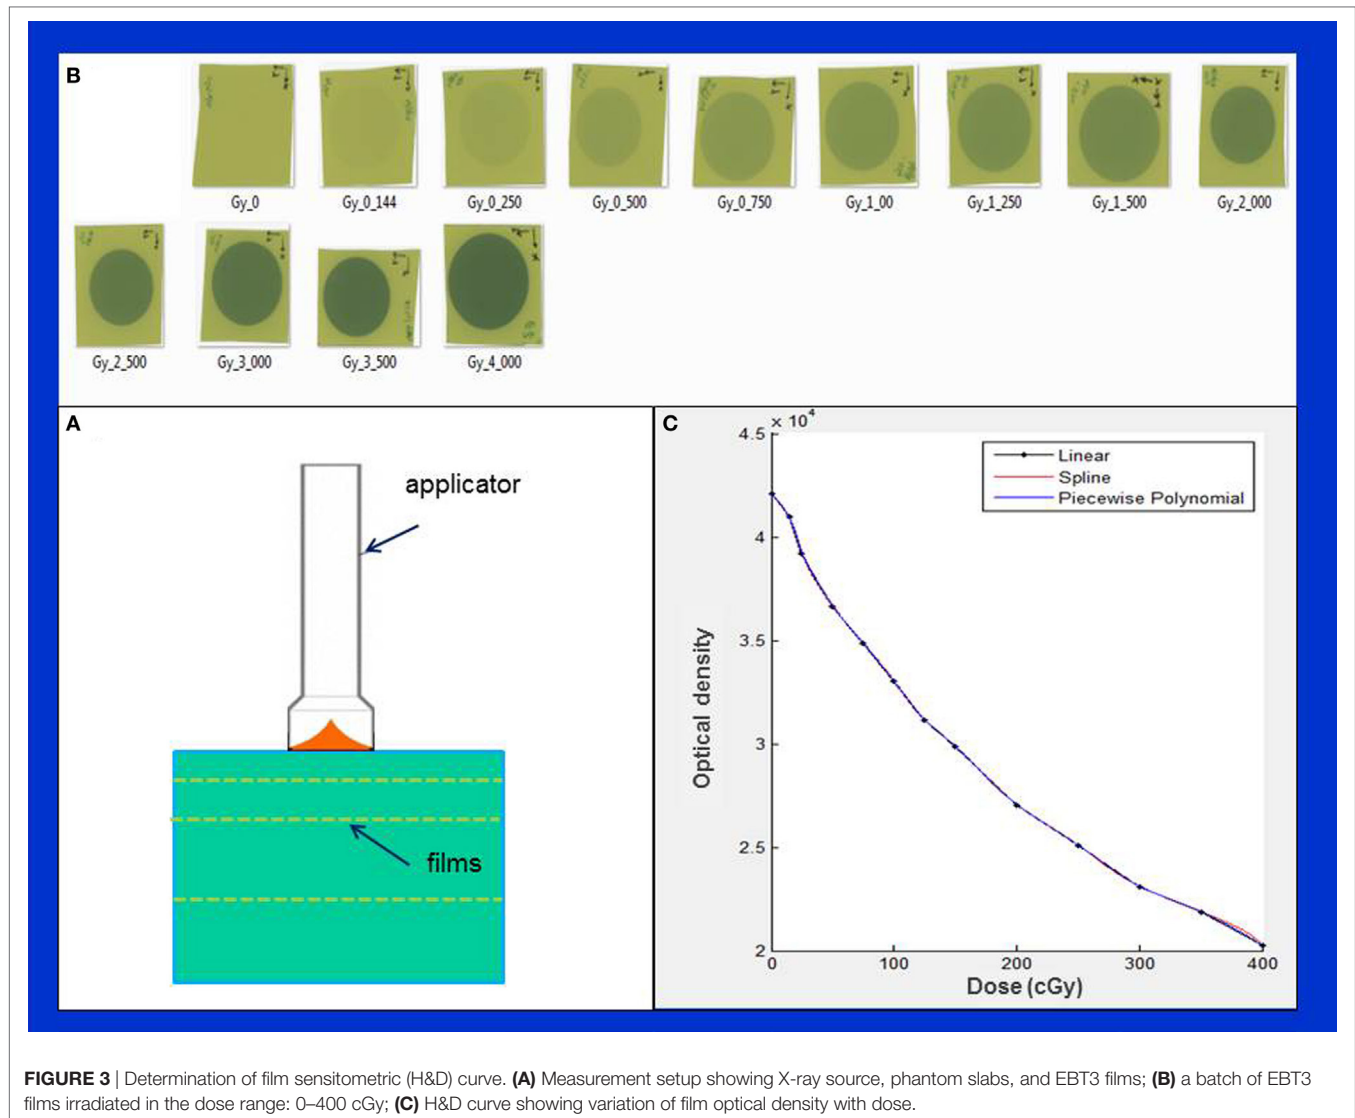 B
Gy_0 Gy_0_144 Gy_0_250 Gy_0_500 Gy_0_750 Gy_1_00 Gy_1_250 Gy_1_500 Gy_2_000
Gy_2_500 Gy_3_000 Gy_3_500 Gy_4_000
A
applicator
films
C
× 10⁴
4.5
4
3.5
3
2.5
2
Optical density
Linear
Spline
Piecewise Polynomial
0 100 200 300 400
Dose (cGy)
FIGURE 3 | Determination of film sensitometric (H&D) curve. (A) Measurement setup showing X-ray source, phantom slabs, and EBT3 films; (B) a batch of EBT3
films irradiated in the dose range: 0–400 cGy; (C) H&D curve showing variation of film optical density with dose.